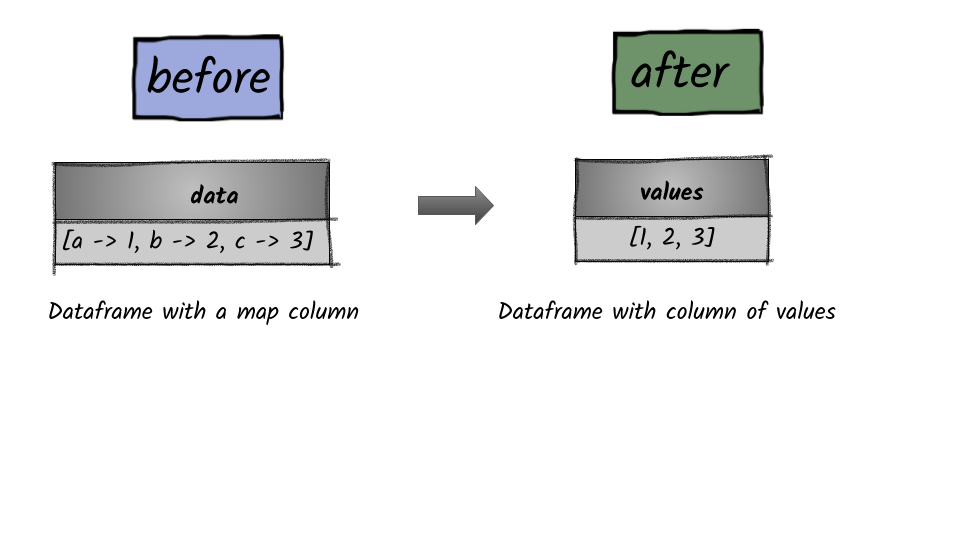 before
after
data
[a -> 1, b -> 2, c -> 3]
values
[1, 2, 3]
Dataframe with a map column
Dataframe with column of values